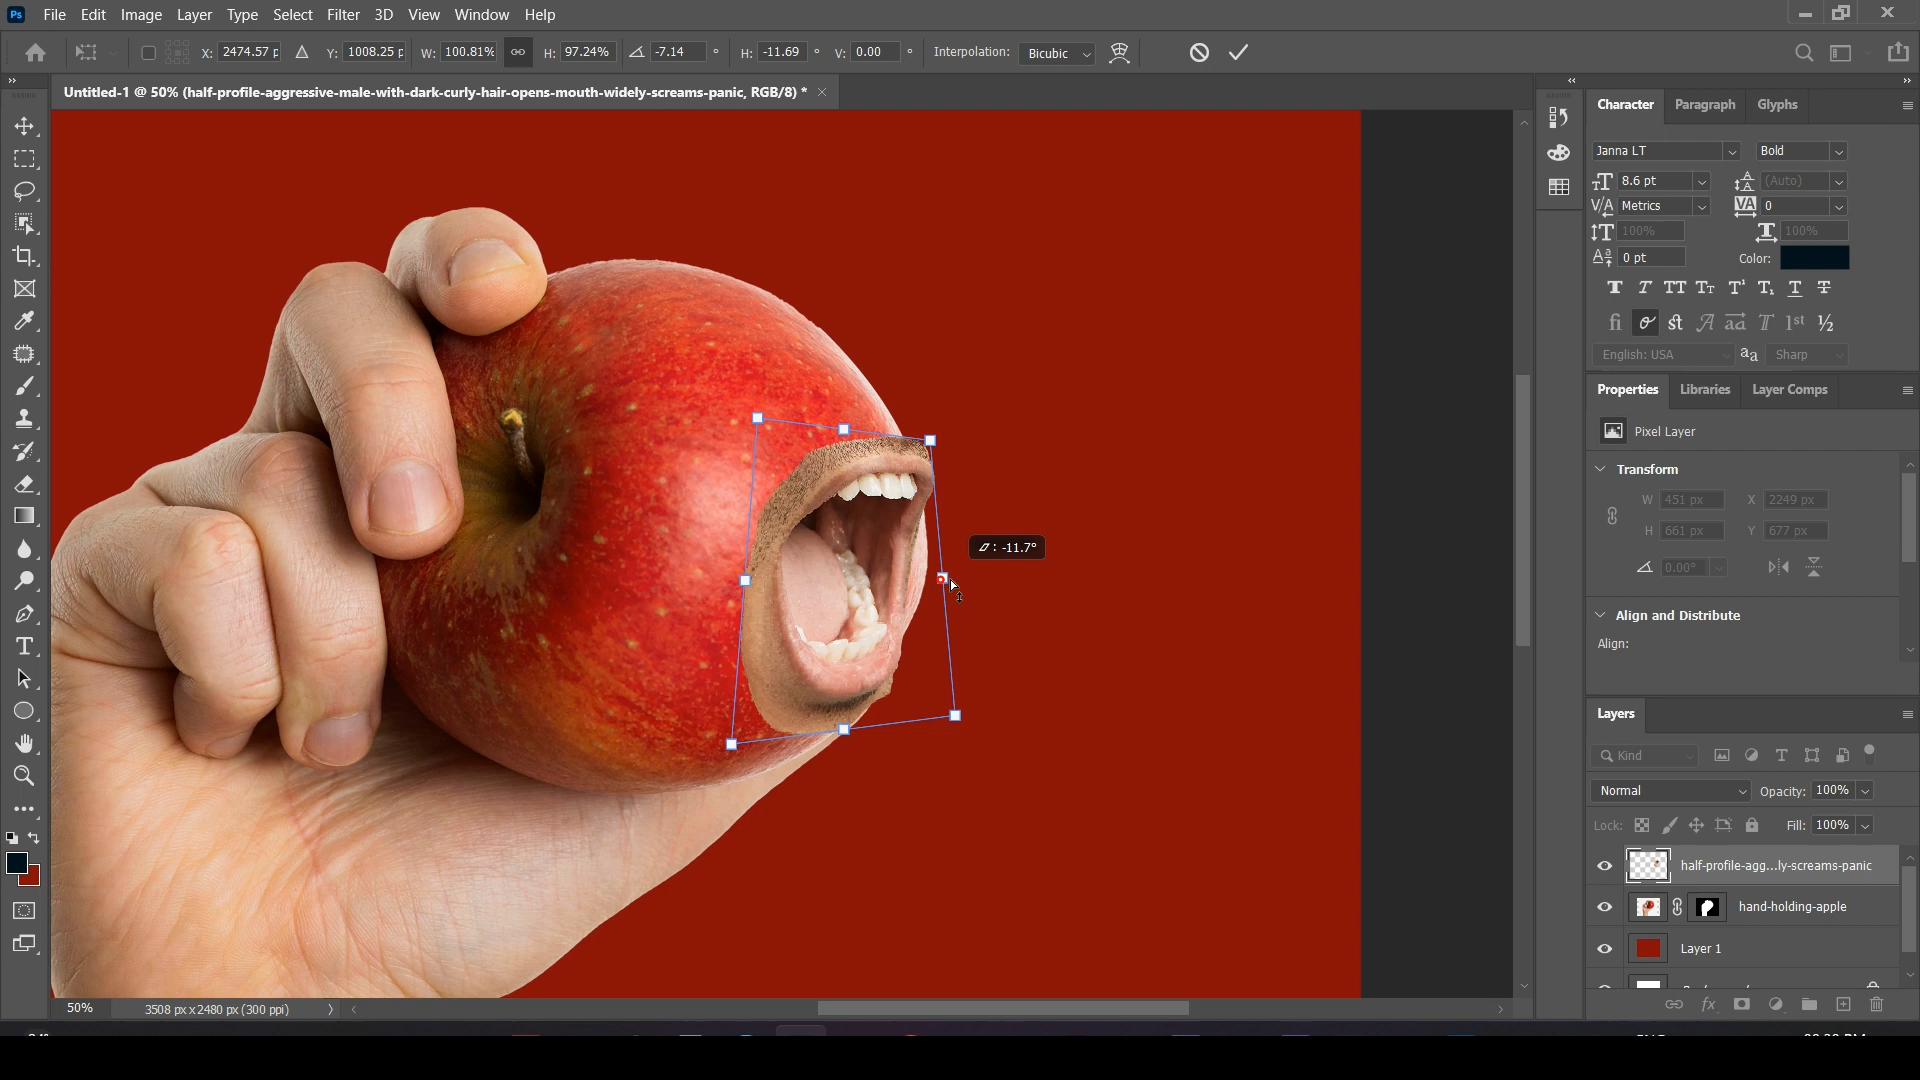 Ps File Edit Image Layer Type Select Filter 3D View Window Help
X: 2474.57 p Y: 1008.25 p W: 100.81% H: 97.24% -7.14 ° H: -11.69 ° V: 0.00 ° Interpolation: Bicubic
Untitled-1 @ 50% (half-profile-aggressive-male-with-dark-curly-hair-opens-mouth-widely-screams-panic, RGB/8) *
Character Paragraph Glyphs
Janna LT Bold
8.6 pt (Auto)
Metrics 0
100% 100%
0 pt Color:
English: USA Sharp
Properties Libraries Layer Comps
Pixel Layer
Transform
W 451 px X 2249 px
H 661 px Y 677 px
0.00°
Align and Distribute
Align:
: -11.7°
Layers
Kind
Normal Opacity: 100%
Lock: Fill: 100%
half-profile-agg...ly-screams-panic
hand-holding-apple
Layer 1
50% 3508 px x 2480 px (300 ppi)